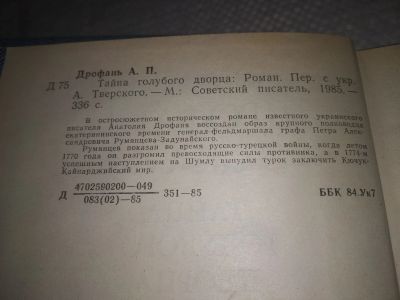 Дрофань А. П.
Д 75 Тайна голубого дворца: Роман. Пер. с укр.
А. Тверского. — М.: Советский писатель, 1985. —
336 с.
В остросюжетном историческом романе известного украинского
писателя Анатолия Дрофаня воссоздан образ крупного полководца
екатерининского времени генерал-фельдмаршала графа Петра Алек-
сандровича Румянцева-Задунайского.
Румянцев показан во время русско-турецкой войны, когда летом
1770 года он разгромил превосходящие силы противника, а в 1774-м
успешным наступлением на Шумлу вынудил турок заключить Кючук-
Кайнарджийский мир.
Д 4702580200—049
083(02)—85 351—85
ББК 84.Ук7